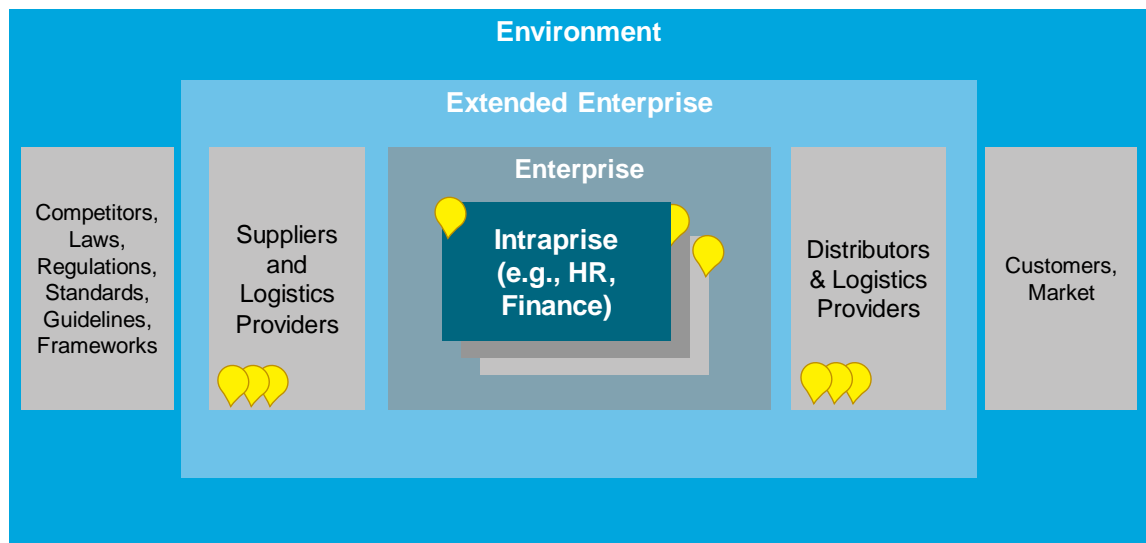 Environment
Extended Enterprise
Enterprise
Competitors,
Laws,
Regulations,
Standards,
Guidelines,
Frameworks
Suppliers
and
Logistics
Providers
Intraprise
(e.g., HR,
Finance)
Distributors
& Logistics
Providers
Customers,
Market